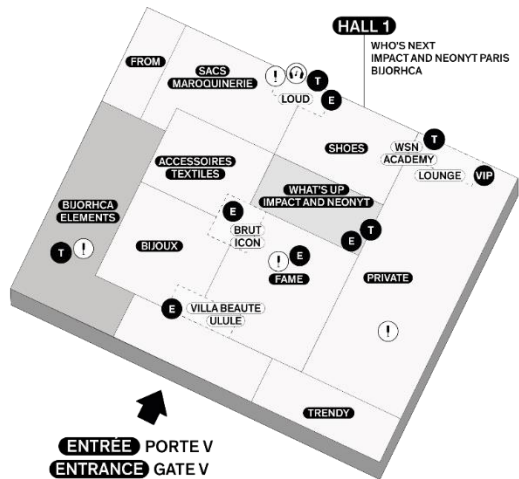 HALL 1
WHO'S NEXT
IMPACT AND NEONYT PARIS
BIJORHCA
FROM
SACS
MAROQUINERIE
!
T
LOUD
E
SHOES
WSN
ACADEMY
T
LOUNGE
VIP
ACCESSOIRES
TEXTILES
WHAT'S UP
IMPACT AND NEONYT
BIJORHCA
ELEMENTS
T
!
BIJOUX
E
BRUT
ICON
E
T
!
E
FAME
PRIVATE
!
E
VILLA BEAUTE
ULULE
TRENDY
ENTRÉE PORTE V
ENTRANCE GATE V